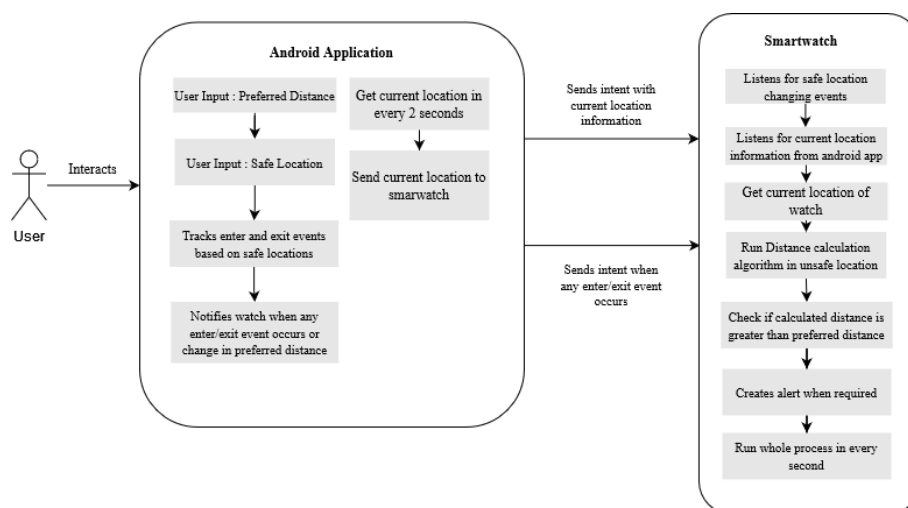 Interacts
User
Android Application
User Input : Preferred Distance
User Input : Safe Location
Tracks enter and exit events
based on safe locations
Notifies watch when any
enter/exit event occurs or
change in preferred distance
Get current location in
every 2 seconds
Send current location to
smarwatch
Sends intent with
current location
information
Sends intent when
any enter/exit event
occurs
Smartwatch
Listens for safe location
changing events
Listens for current location
information from android app
Get current location of
watch
Run Distance calculation
algorithm in unsafe location
Check if calculated distance is
greater than preferred distance
Creates alert when required
Run whole process in every
second